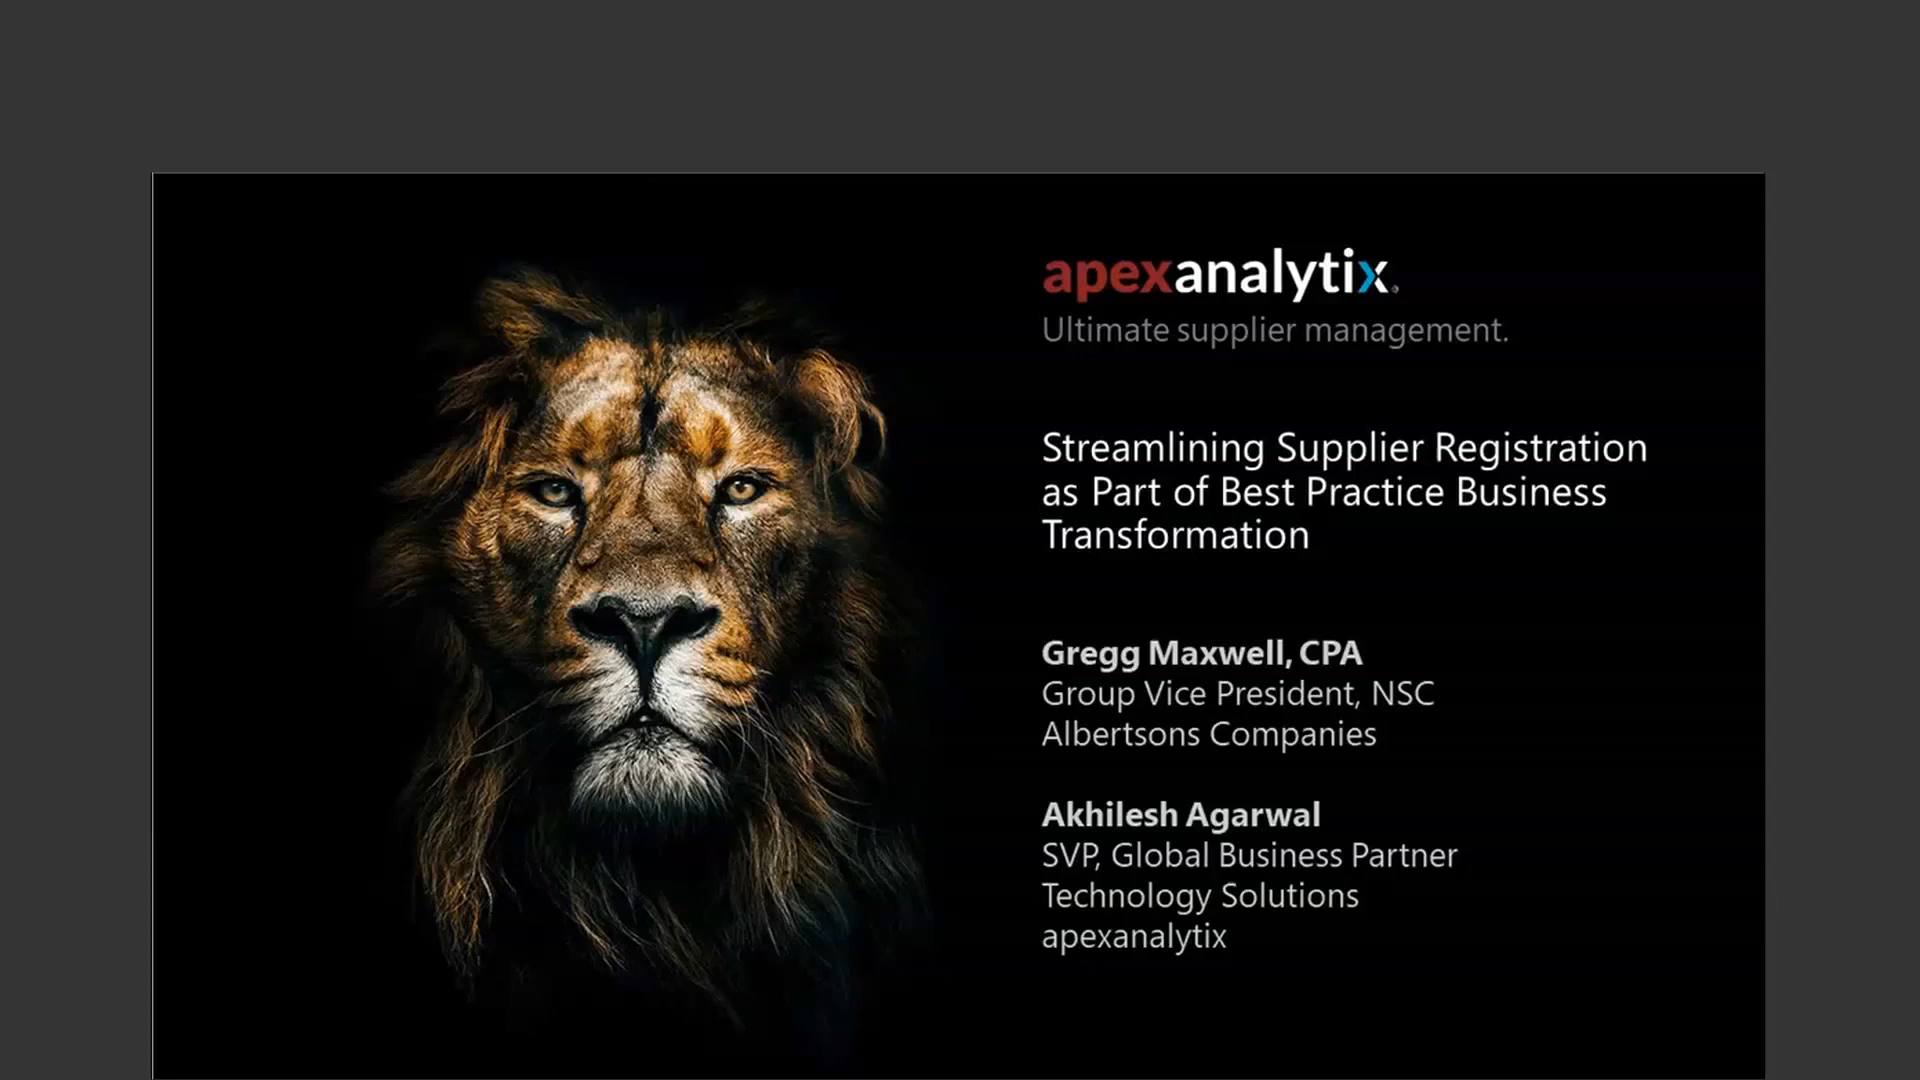 apexanalytix®
Ultimate supplier management.
Streamlining Supplier Registration
as Part of Best Practice Business
Transformation
Gregg Maxwell, CPA
Group Vice President, NSC
Albertsons Companies
Akhilesh Agarwal
SVP, Global Business Partner
Technology Solutions
apexanalytix